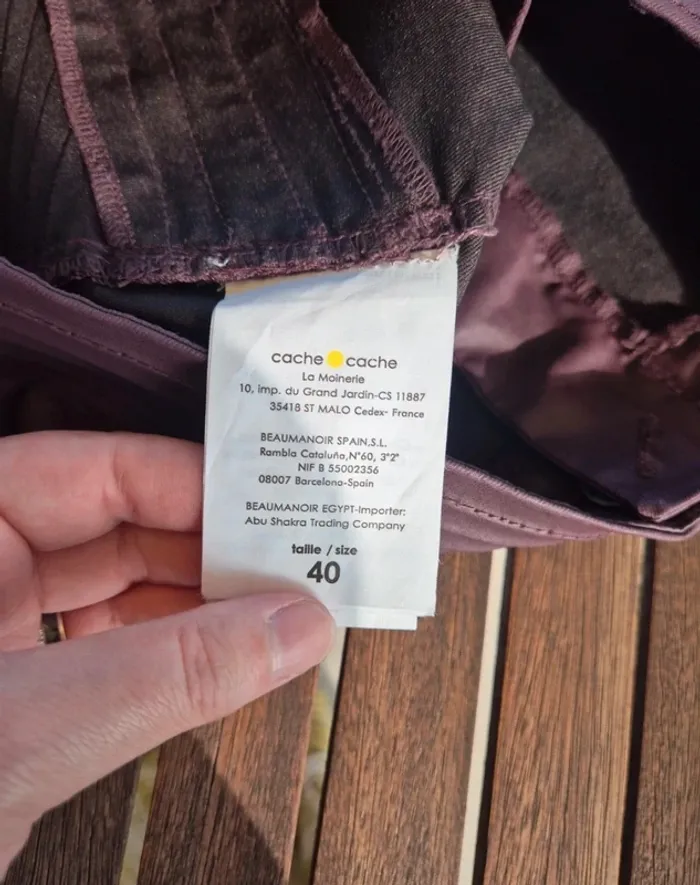 cache cache
La Moinerie
10, imp. du Grand Jardin-CS 11887
35418 ST MALO Cedex- France
BEAUMANOIR SPAIN,S.L.
Rambla Cataluña,N°60, 3°2ª
NIF B 55002356
08007 Barcelona-Spain
BEAUMANOIR EGYPT-Importer:
Abu Shakra Trading Company
taille / size
40